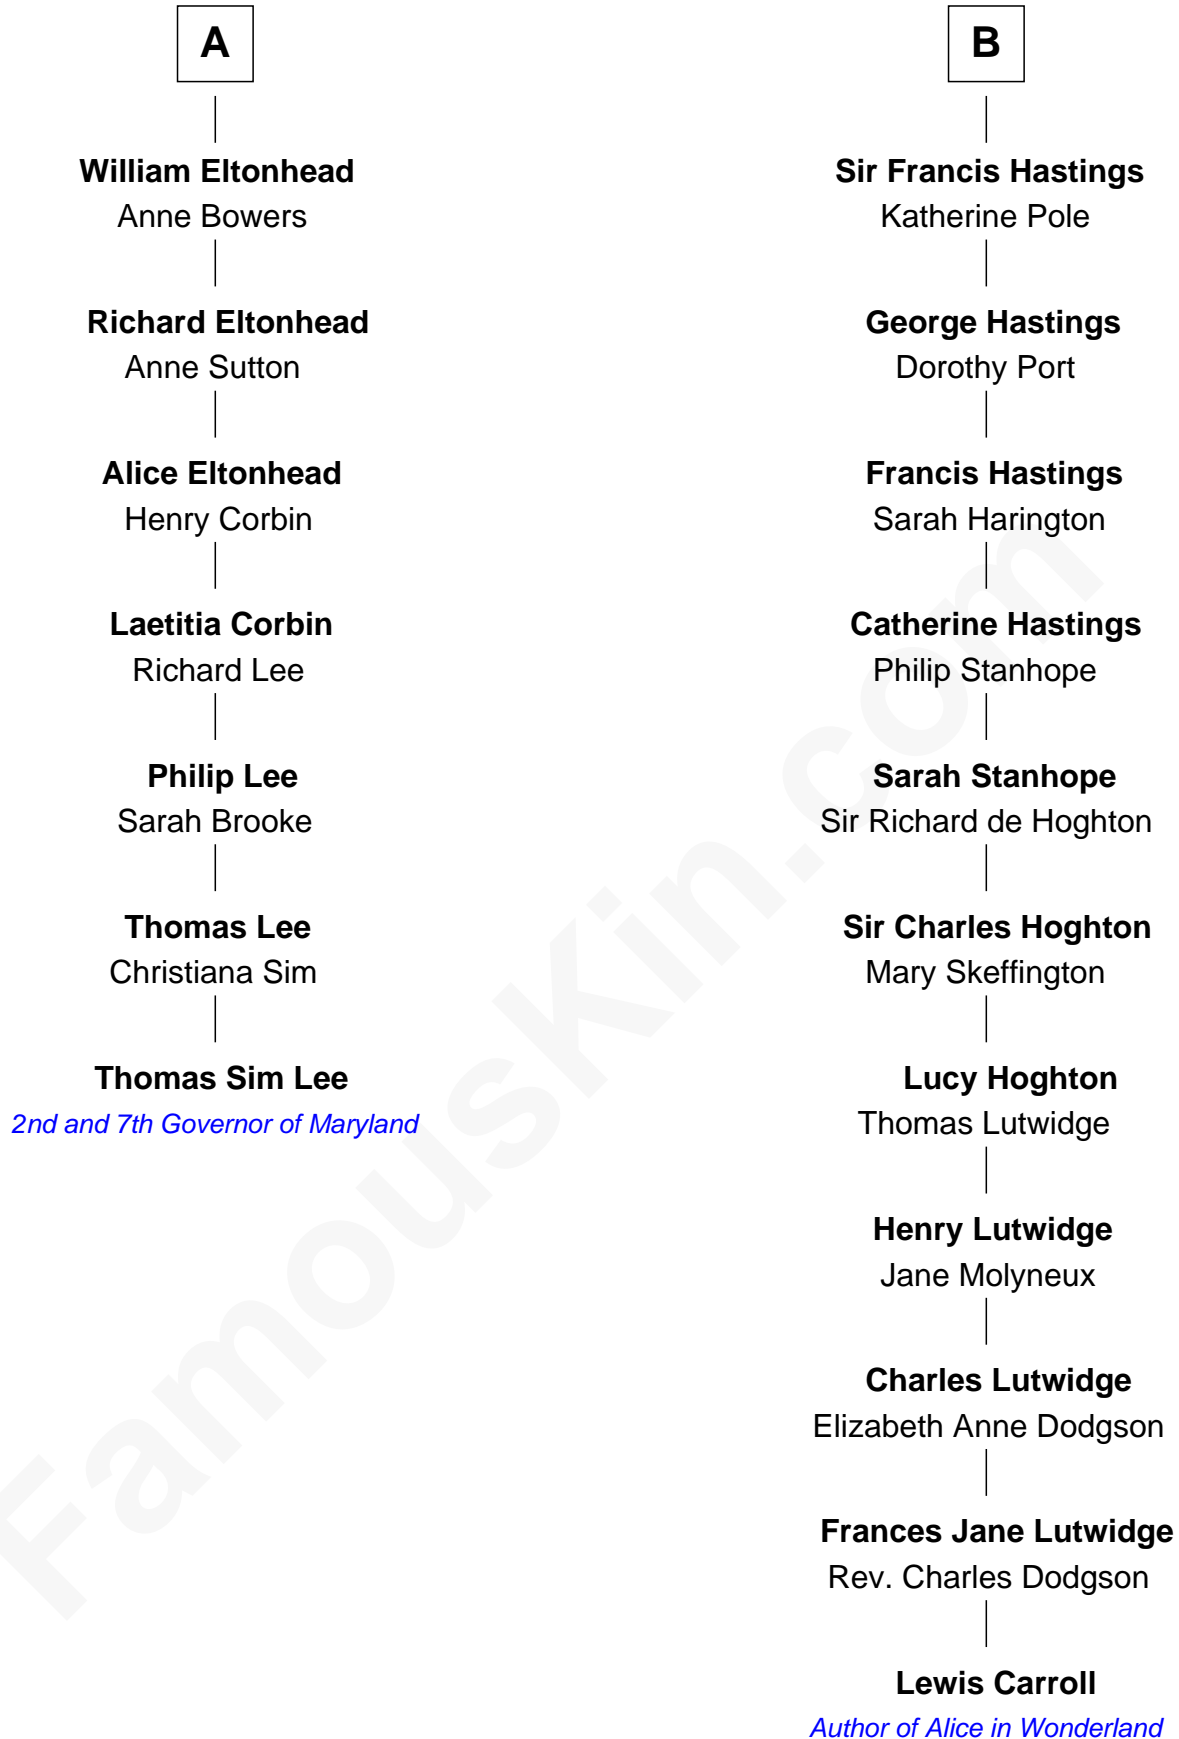 A
William Eltonhead
Anne Bowers
Richard Eltonhead
Anne Sutton
Alice Eltonhead
Henry Corbin
Laetitia Corbin
Richard Lee
Philip Lee
Sarah Brooke
Thomas Lee
Christiana Sim
Thomas Sim Lee
2nd and 7th Governor of Maryland
B
Sir Francis Hastings
Katherine Pole
George Hastings
Dorothy Port
Francis Hastings
Sarah Harington
Catherine Hastings
Philip Stanhope
Sarah Stanhope
Sir Richard de Hoghton
Sir Charles Hoghton
Mary Skeffington
Lucy Hoghton
Thomas Lutwidge
Henry Lutwidge
Jane Molyneux
Charles Lutwidge
Elizabeth Anne Dodgson
Frances Jane Lutwidge
Rev. Charles Dodgson
Lewis Carroll
Author of Alice in Wonderland
FamousKin.com